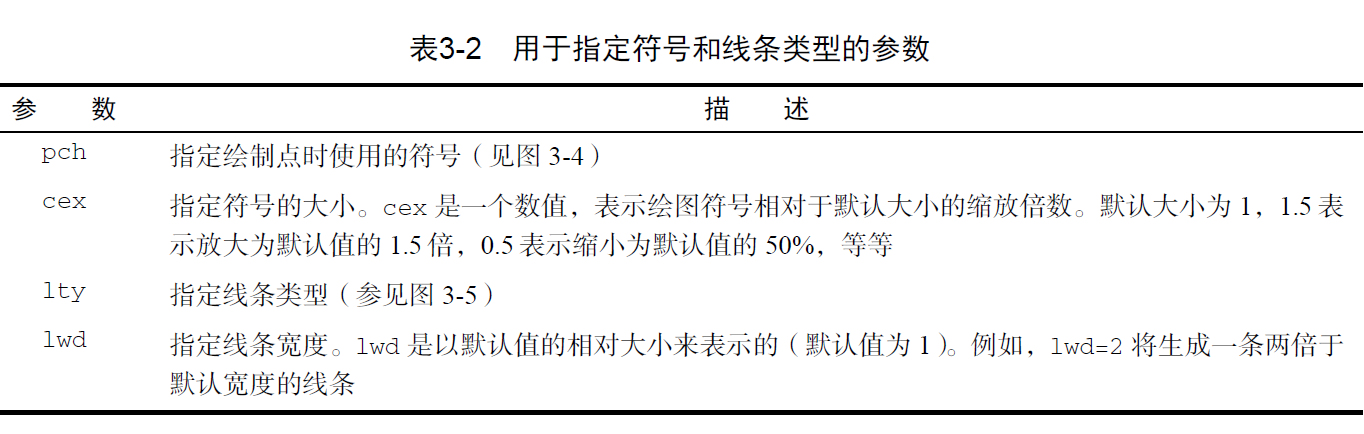 表3-2 用于指定符号和线条类型的参数
参 数 描 述
pch 指定绘制点时使用的符号（见图 3-4）
cex 指定符号的大小。cex 是一个数值，表示绘图符号相对于默认大小的缩放倍数。默认大小为 1，1.5 表
示放大为默认值的 1.5 倍，0.5 表示缩小为默认值的 50%，等等
lty 指定线条类型（参见图 3-5）
lwd 指定线条宽度。lwd 是以默认值的相对大小来表示的（默认值为 1）。例如，lwd=2 将生成一条两倍于
默认宽度的线条